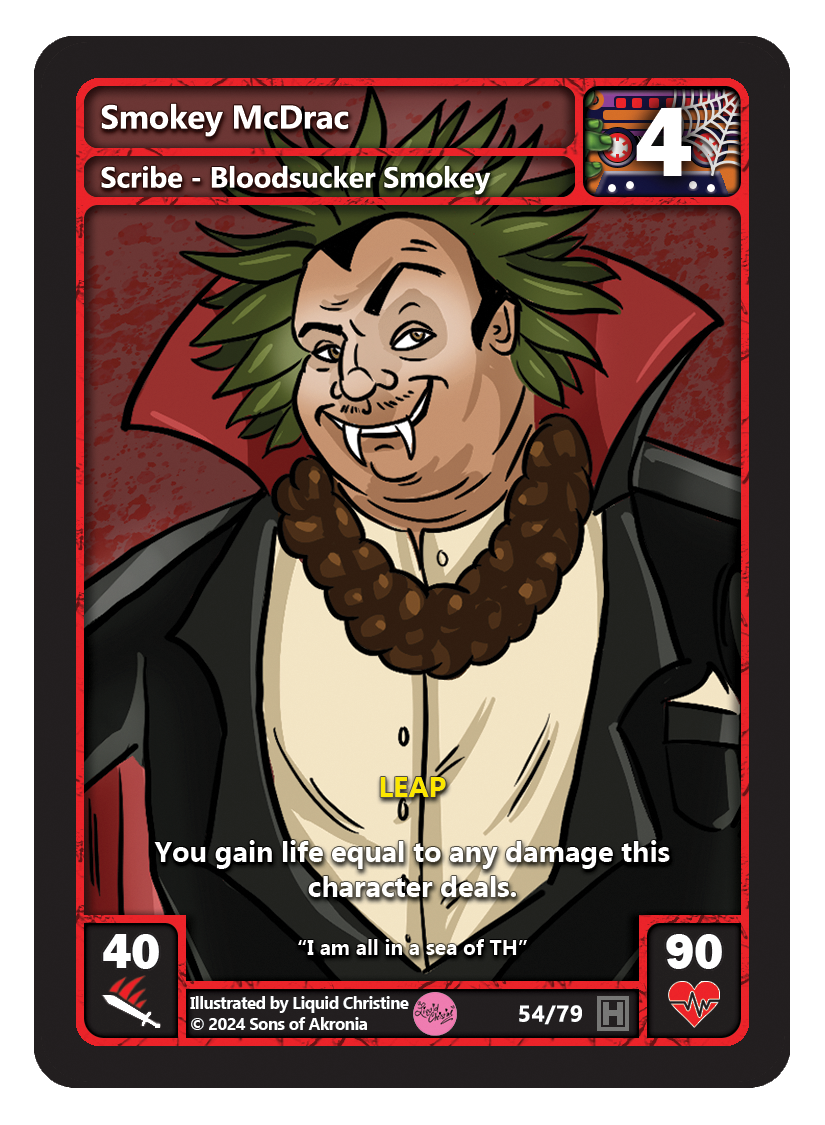 Smokey McDrac
4
Scribe - Bloodsucker Smokey
LEAP
You gain life equal to any damage this
character deals.
40
"I am all in a sea of TH"
90
Illustrated by Liquid Christine
© 2024 Sons of Akronia
54/79
H